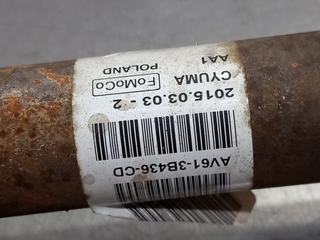 AV61-3B436-CD
2015.03.03 - 2
CYUMA
AA1
FoMoCo
POLAND